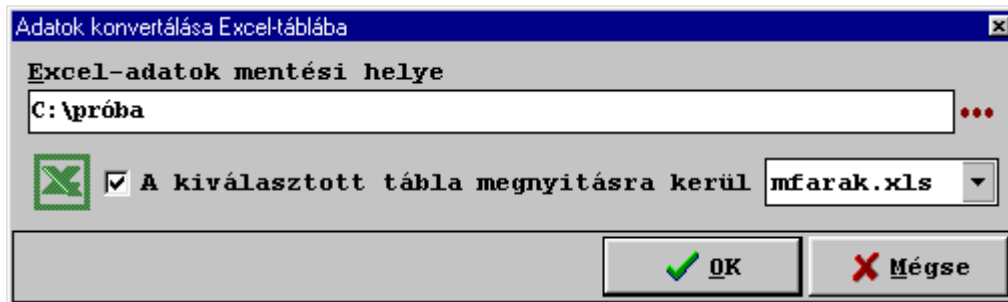 Adatok konvertálása Excel-táblába
Excel-adatok mentési helye
C:\próba
A kiválasztott tábla megnyitásra kerül mfarak.xls
OK Mégse